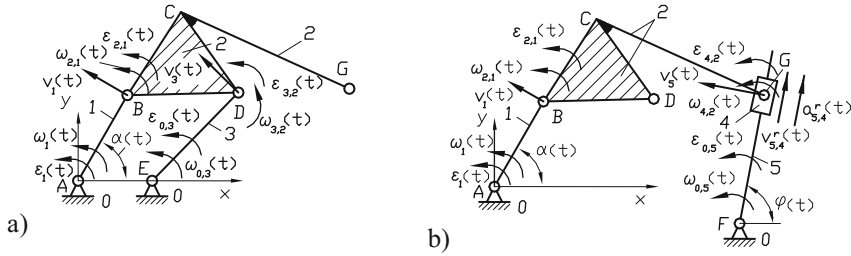 C
ε2,1(t)
2
2
ω2,1(t)
v3(t)
G
v1(t)
ε3,2(t)
y
B
D
1
ε0,3(t)
ω3,2(t)
3
ω1(t)
α(t)
ε1(t)
E
ω0,3(t)
A
x
0
0
a)
C
2
ε2,1(t)
ε4,2(t)
G
ω2,1(t)
v5(t)
v1(t)
ω4,2(t)
a^r5,4(t)
y
B
D
4
v^r5,4(t)
1
ε0,5(t)
ω1(t)
α(t)
5
ε1(t)
ω0,5(t)
A
x
φ(t)
0
F
0
b)